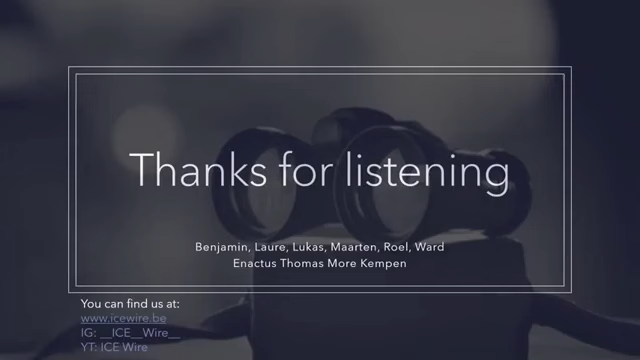 Thanks for listening
Benjamin, Laure, Lukas, Maarten, Roel, Ward
Enactus Thomas More Kempen
You can find us at:
www.icewire.be
IG: __ICE__Wire__
YT: ICE Wire